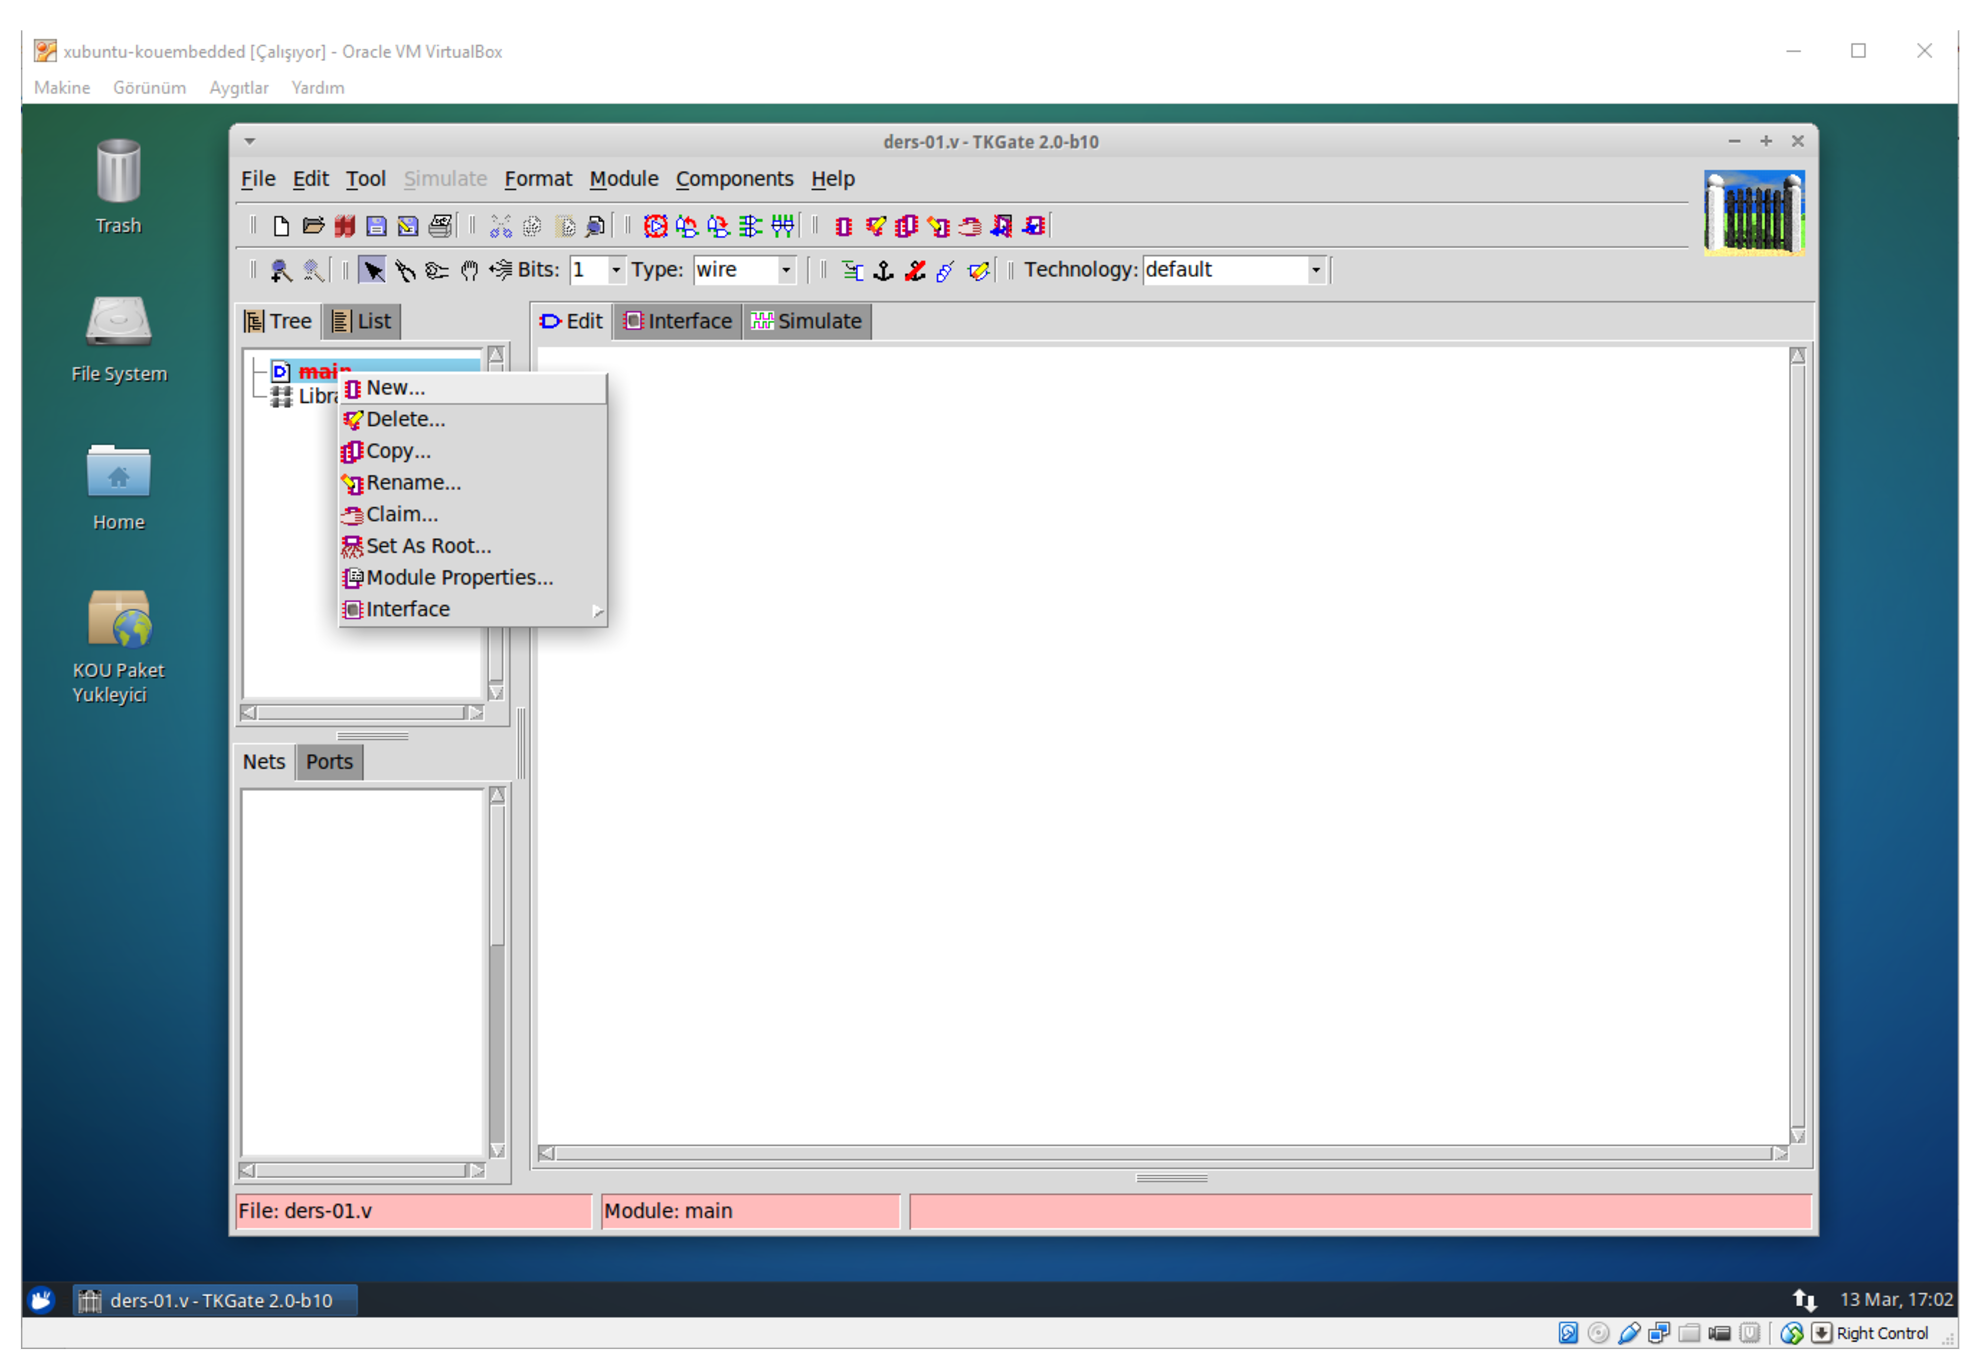 xubuntu-kouembedded [Çalışıyor] - Oracle VM VirtualBox
Makine Görünüm Aygıtlar Yardım
ders-01.v - TKGate 2.0-b10
File Edit Tool Simulate Format Module Components Help
Bits: 1 Type: wire Technology: default
Tree List Edit Interface Simulate
main
New...
Delete...
Copy...
Rename...
Claim...
Set As Root...
Module Properties...
Interface
Nets Ports
File: ders-01.v Module: main
Trash
File System
Home
KOU Paket
Yukleyici
ders-01.v - TKGate 2.0-b10 13 Mar, 17:02
Right Control